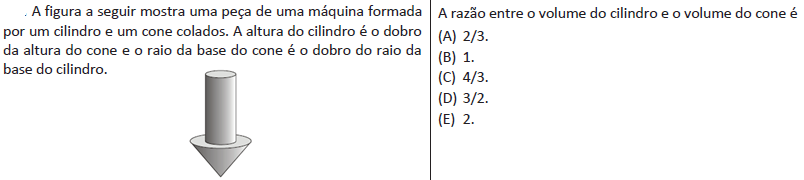 . A figura a seguir mostra uma peça de uma máquina formada
por um cilindro e um cone colados. A altura do cilindro é o dobro
da altura do cone e o raio da base do cone é o dobro do raio da
base do cilindro.
A razão entre o volume do cilindro e o volume do cone é
(A) 2/3.
(B) 1.
(C) 4/3.
(D) 3/2.
(E) 2.